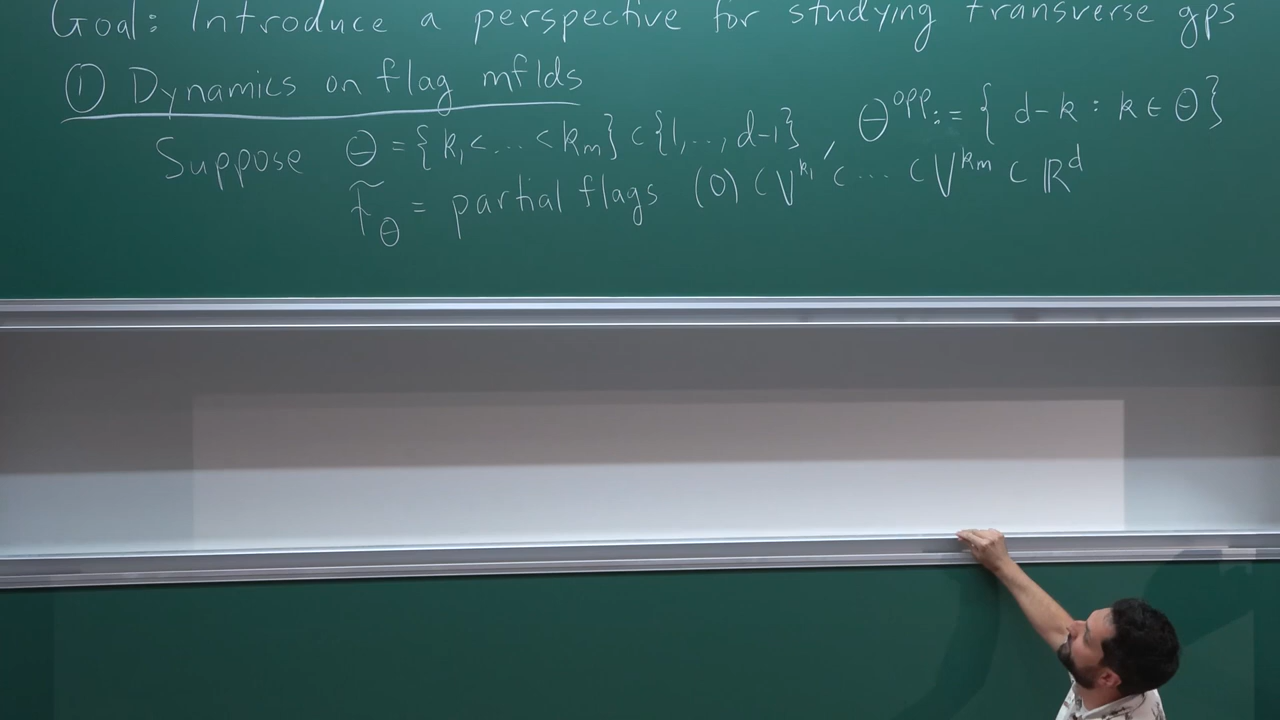 Goal: Introduce a perspective for studying transverse gps
① Dynamics on flag mflds
Suppose Θ = {k₁ < ... < kₘ} ⊂ {1, ..., d-1}, Θ^opp. := { d-k : k ∈ Θ }
F_Θ = partial flags (0) ⊂ V^k₁ ⊂ ... ⊂ V^kₘ ⊂ ℝ^d